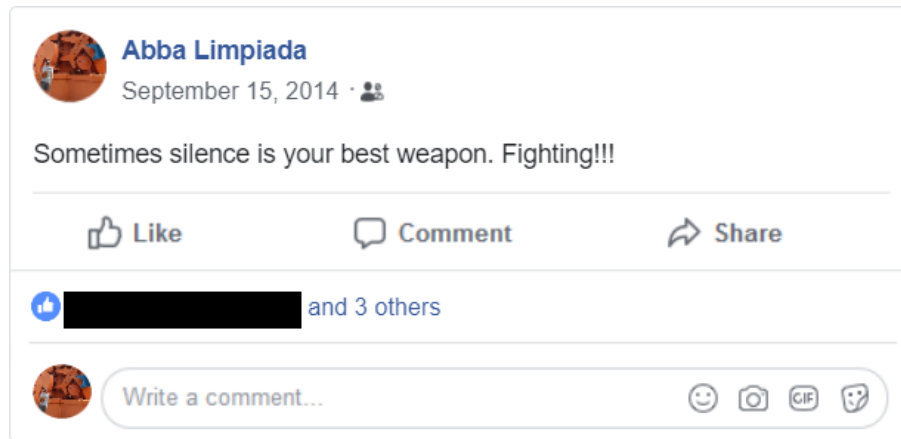 Abba Limpiada
September 15, 2014 ·
Sometimes silence is your best weapon. Fighting!!!
Like Comment Share
and 3 others
Write a comment... GIF